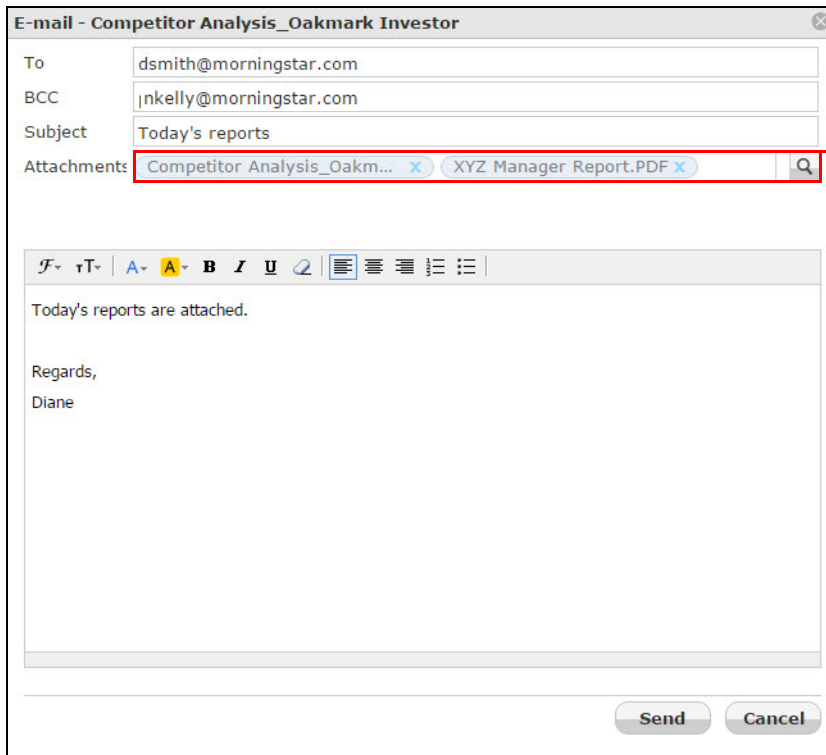 E-mail - Competitor Analysis_Oakmark Investor
To dsmith@morningstar.com
BCC nkelly@morningstar.com
Subject Today's reports
Attachments Competitor Analysis_Oakm... x XYZ Manager Report.PDF x
F тT A A B I U
Today's reports are attached.
Regards,
Diane
Send Cancel